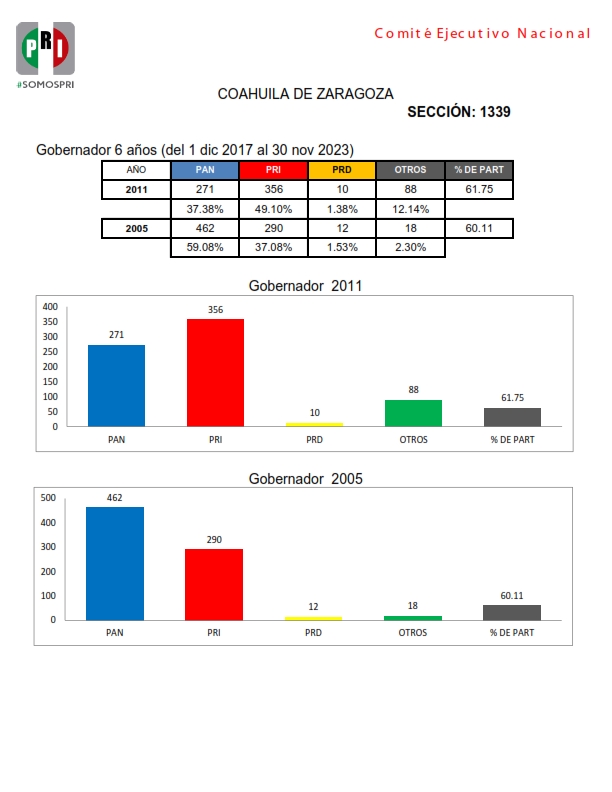 PRI
#SOMOSPRI
Comité Ejecutivo Nacional
COAHUILA DE ZARAGOZA
SECCIÓN: 1339
Gobernador 6 años (del 1 dic 2017 al 30 nov 2023)
AÑO PAN PRI PRD OTROS % DE PART
2011 271 356 10 88 61.75
37.38% 49.10% 1.38% 12.14%
2005 462 290 12 18 60.11
59.08% 37.08% 1.53% 2.30%
Gobernador 2011
400
350
300
250
200
150
100
50
0
271
356
10
88
61.75
PAN PRI PRD OTROS % DE PART
Gobernador 2005
500
400
300
200
100
0
462
290
12
18
60.11
PAN PRI PRD OTROS % DE PART